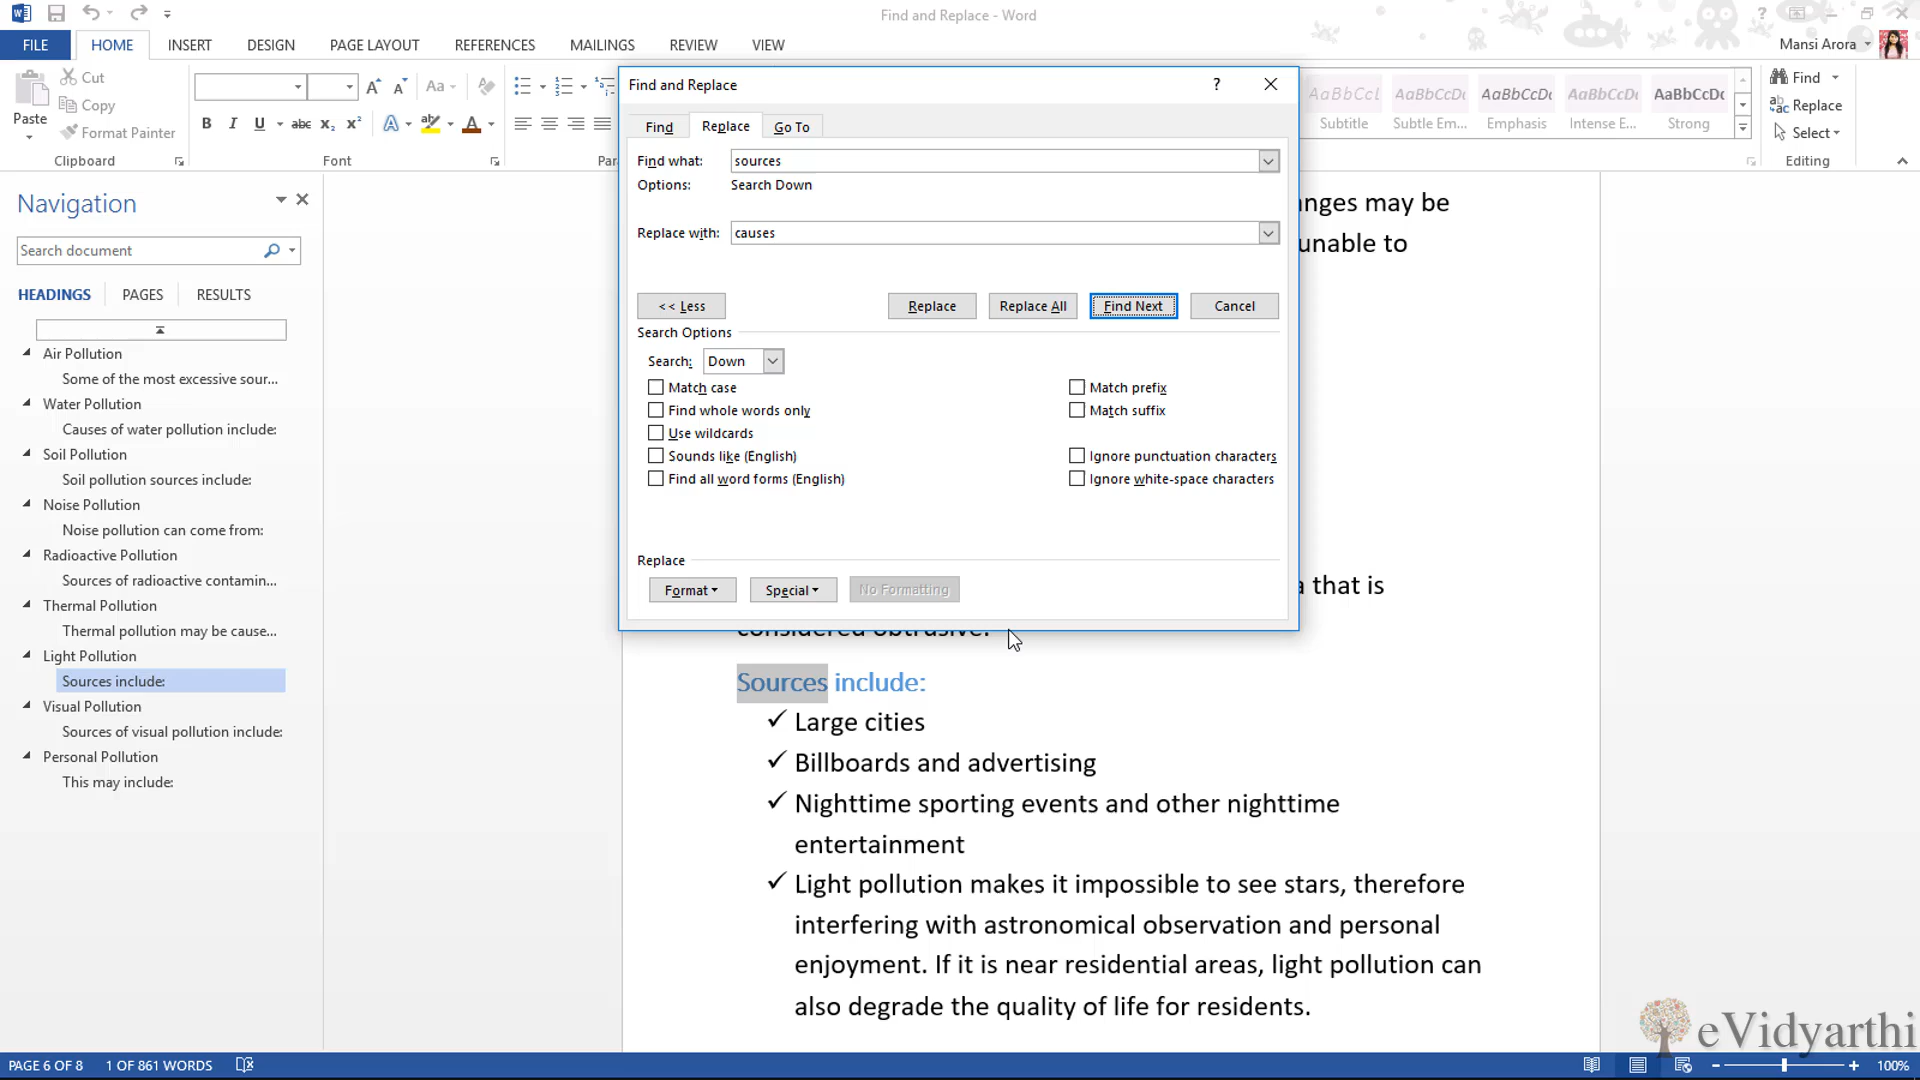 Find and Replace - Word
FILE
HOME
INSERT
DESIGN
PAGE LAYOUT
REFERENCES
MAILINGS
REVIEW
VIEW
Mansi Arora
Paste
Cut
Copy
Format Painter
Clipboard
Font
Par
AaBbCcL
Subtitle
AaBbCcDı
Subtle Em...
AaBbCcDı
Emphasis
AaBbCcDı
Intense E...
AaBbCcDı
Strong
Find
Replace
Select
Editing
Navigation
Search document
HEADINGS
PAGES
RESULTS
Air Pollution
Some of the most excessive sour...
Water Pollution
Causes of water pollution include:
Soil Pollution
Soil pollution sources include:
Noise Pollution
Noise pollution can come from:
Radioactive Pollution
Sources of radioactive contamin...
Thermal Pollution
Thermal pollution may be cause...
Light Pollution
Sources include:
Visual Pollution
Sources of visual pollution include:
Personal Pollution
This may include:
Find and Replace
Find
Replace
Go To
Find what: sources
Options: Search Down
Replace with: causes
<< Less
Replace
Replace All
Find Next
Cancel
Search Options
Search: Down
Match case
Find whole words only
Use wildcards
Sounds like (English)
Find all word forms (English)
Match prefix
Match suffix
Ignore punctuation characters
Ignore white-space characters
Replace
Format
Special
No Formatting
anges may be
unable to
a that is
considered obtrusive.
Sources include:
✓ Large cities
✓ Billboards and advertising
✓ Nighttime sporting events and other nighttime
entertainment
✓ Light pollution makes it impossible to see stars, therefore
interfering with astronomical observation and personal
enjoyment. If it is near residential areas, light pollution can
also degrade the quality of life for residents.
eVidyarthi
PAGE 6 OF 8
1 OF 861 WORDS
100%